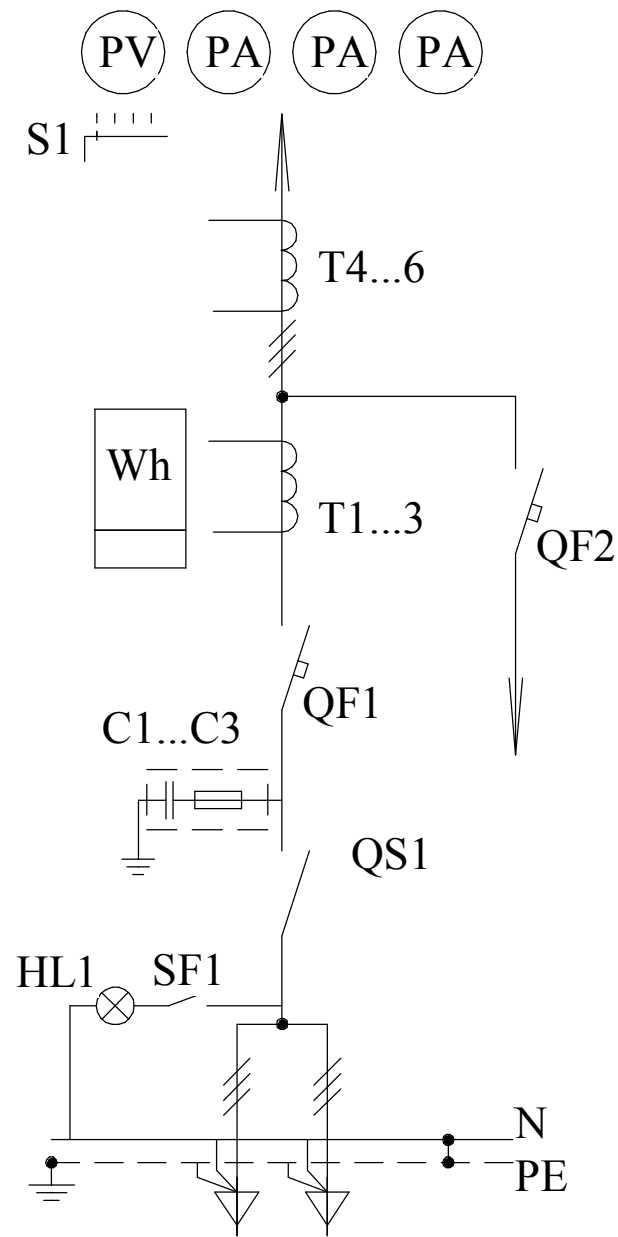 PV PA PA PA
S1
T4...6
Wh
T1...3
QF2
QF1
C1...C3
QS1
HL1 SF1
N
PE